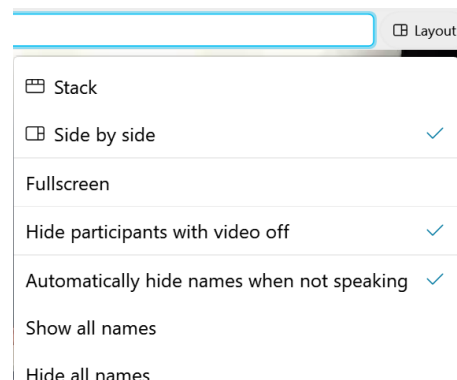 Layout
Stack
Side by side
Fullscreen
Hide participants with video off
Automatically hide names when not speaking
Show all names
Hide all names